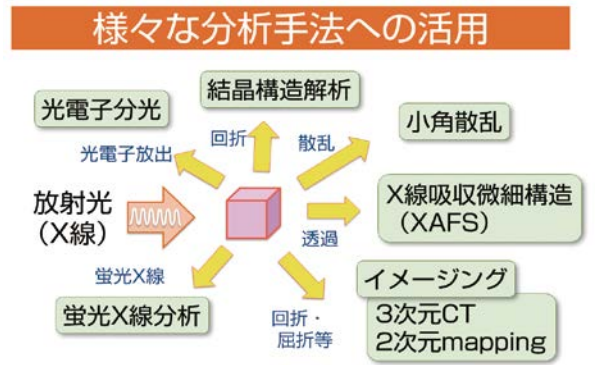 様々な分析手法への活用
結晶構造解析
光電子分光
小角散乱
回折
散乱
光電子放出
放射光
（X線）
X線吸収微細構造
（XAFS）
透過
蛍光X線
蛍光X線分析
イメージング
3次元CT
2次元mapping
回折・
屈折等